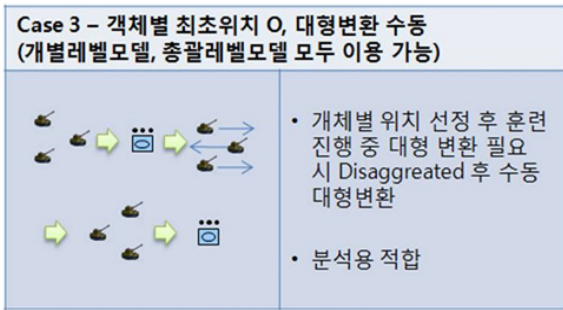 Case 3 – 객체별 최초위치 O, 대형변환 수동
(개별레벨모델, 총괄레벨모델 모두 이용 가능)
• 개체별 위치 선정 후 훈련
진행 중 대형 변환 필요
시 Disaggreated 후 수동
대형변환
• 분석용 적합